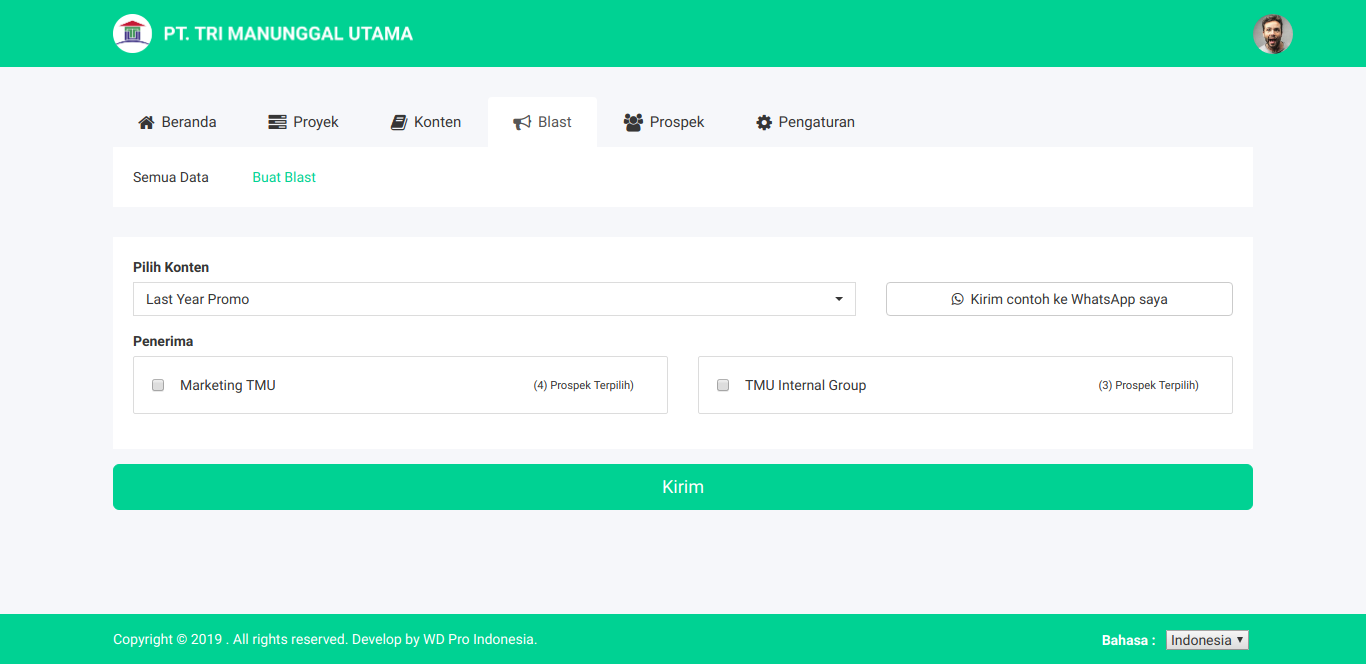 PT. TRI MANUNGGAL UTAMA
Beranda Proyek Konten Blast Prospek Pengaturan
Semua Data Buat Blast
Pilih Konten
Last Year Promo Kirim contoh ke WhatsApp saya
Penerima
Marketing TMU (4) Prospek Terpilih) TMU Internal Group (3) Prospek Terpilih)
Kirim
Copyright © 2019 . All rights reserved. Develop by WD Pro Indonesia. Bahasa : Indonesia